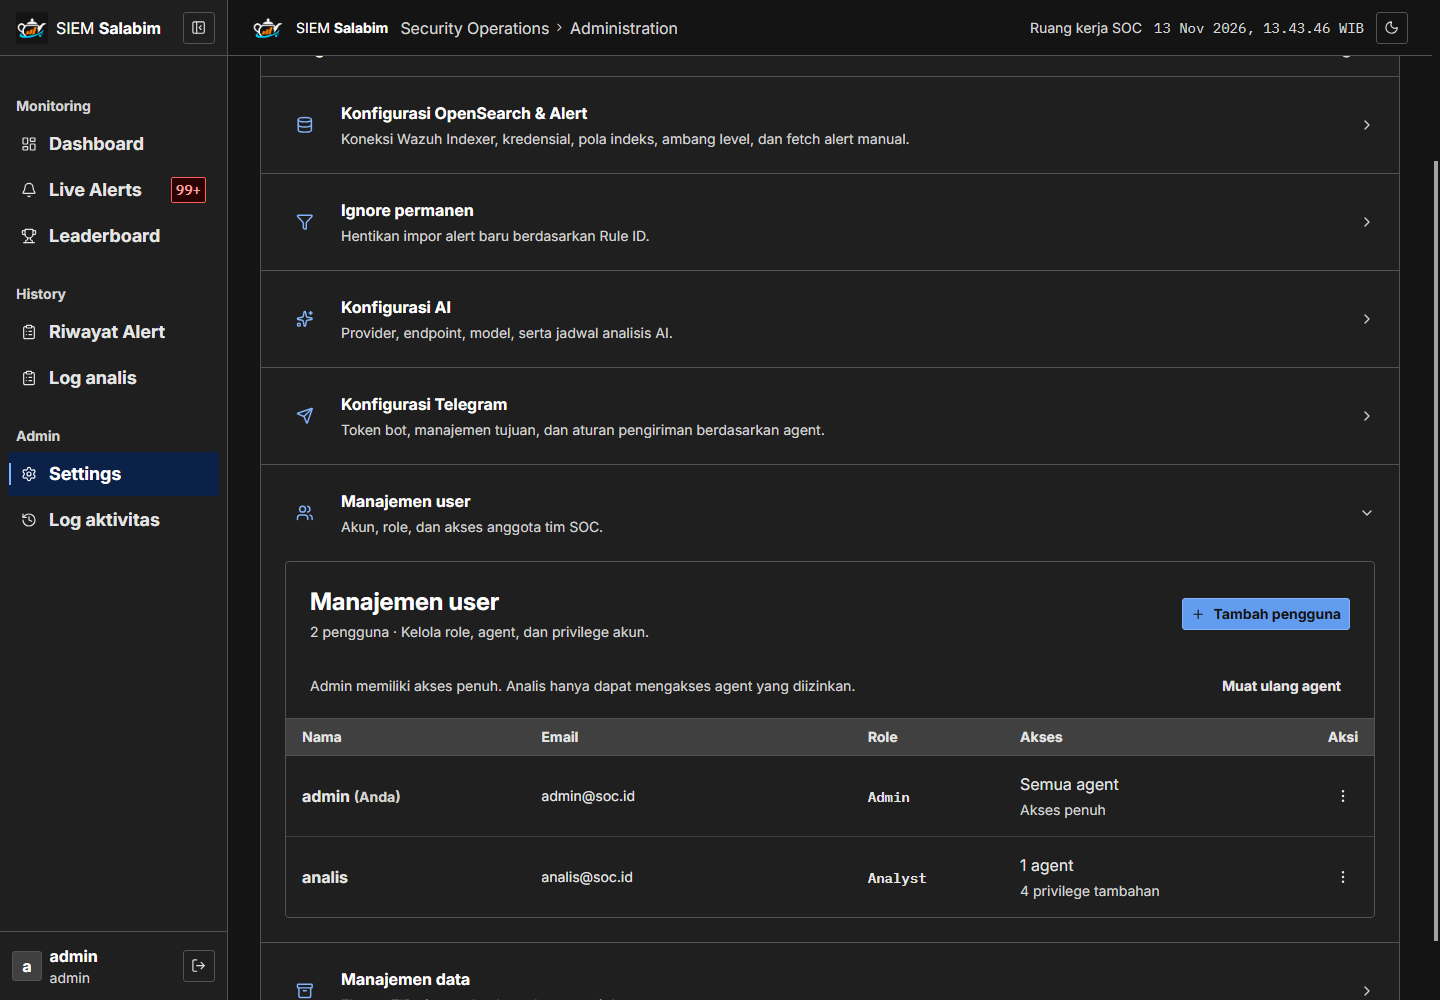 SIEM Salabim
SIEM Salabim Security Operations › Administration
Ruang kerja SOC 13 Nov 2026, 13.43.46 WIB
Monitoring
Dashboard
Live Alerts 99+
Leaderboard
History
Riwayat Alert
Log analis
Admin
Settings
Log aktivitas
a
admin
admin
Konfigurasi OpenSearch & Alert
Koneksi Wazuh Indexer, kredensial, pola indeks, ambang level, dan fetch alert manual.
Ignore permanen
Hentikan impor alert baru berdasarkan Rule ID.
Konfigurasi AI
Provider, endpoint, model, serta jadwal analisis AI.
Konfigurasi Telegram
Token bot, manajemen tujuan, dan aturan pengiriman berdasarkan agent.
Manajemen user
Akun, role, dan akses anggota tim SOC.
Manajemen user
2 pengguna · Kelola role, agent, dan privilege akun.
+ Tambah pengguna
Admin memiliki akses penuh. Analis hanya dapat mengakses agent yang diizinkan.
Muat ulang agent
Nama Email Role Akses Aksi
admin (Anda) admin@soc.id Admin Semua agent
Akses penuh
analis analis@soc.id Analyst 1 agent
4 privilege tambahan
Manajemen data